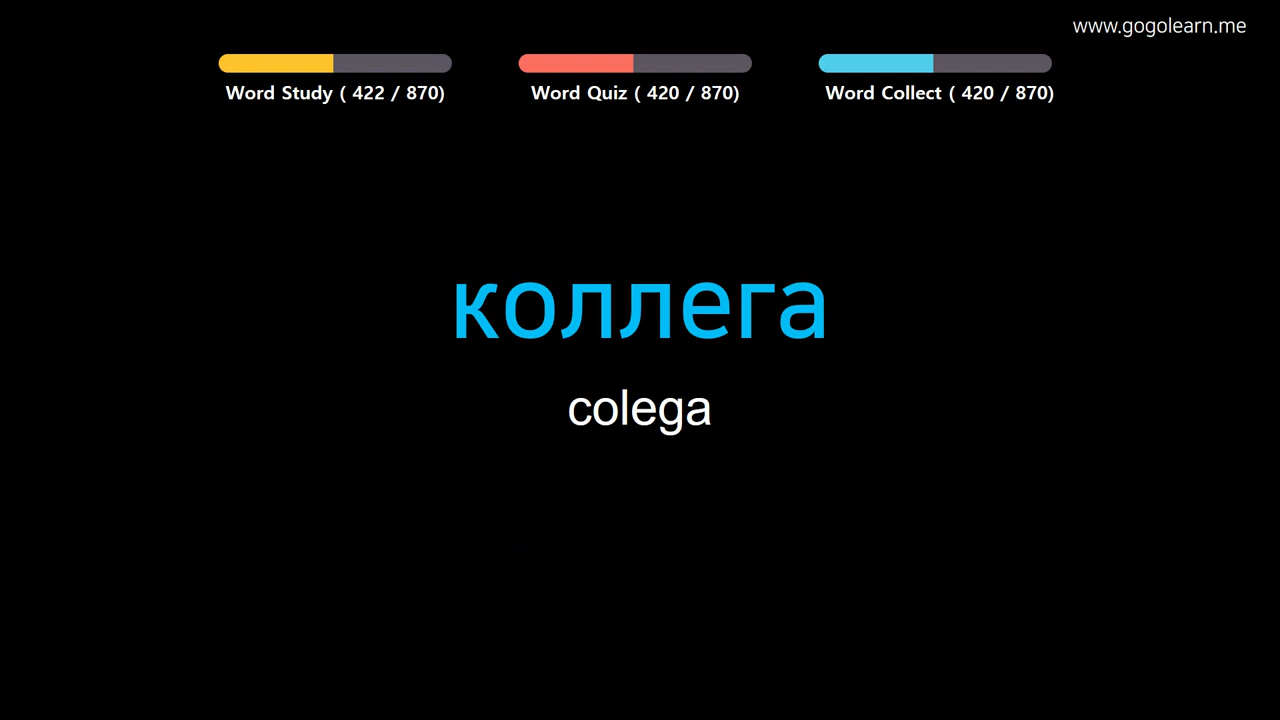 www.gogolearn.me
Word Study ( 422 / 870)
Word Quiz ( 420 / 870)
Word Collect ( 420 / 870)
коллега
colega